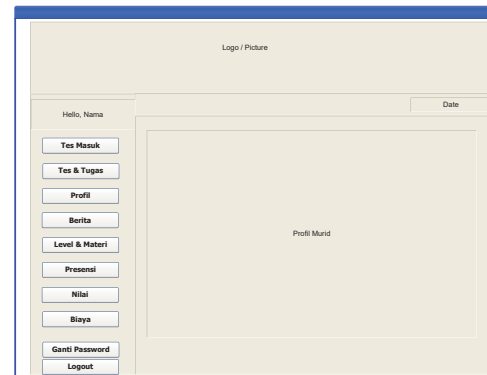 Logo / Picture
Date
Hello, Nama
Tes Masuk
Tes & Tugas
Profil
Berita
Level & Materi
Presensi
Nilai
Biaya
Ganti Password
Logout
Profil Murid